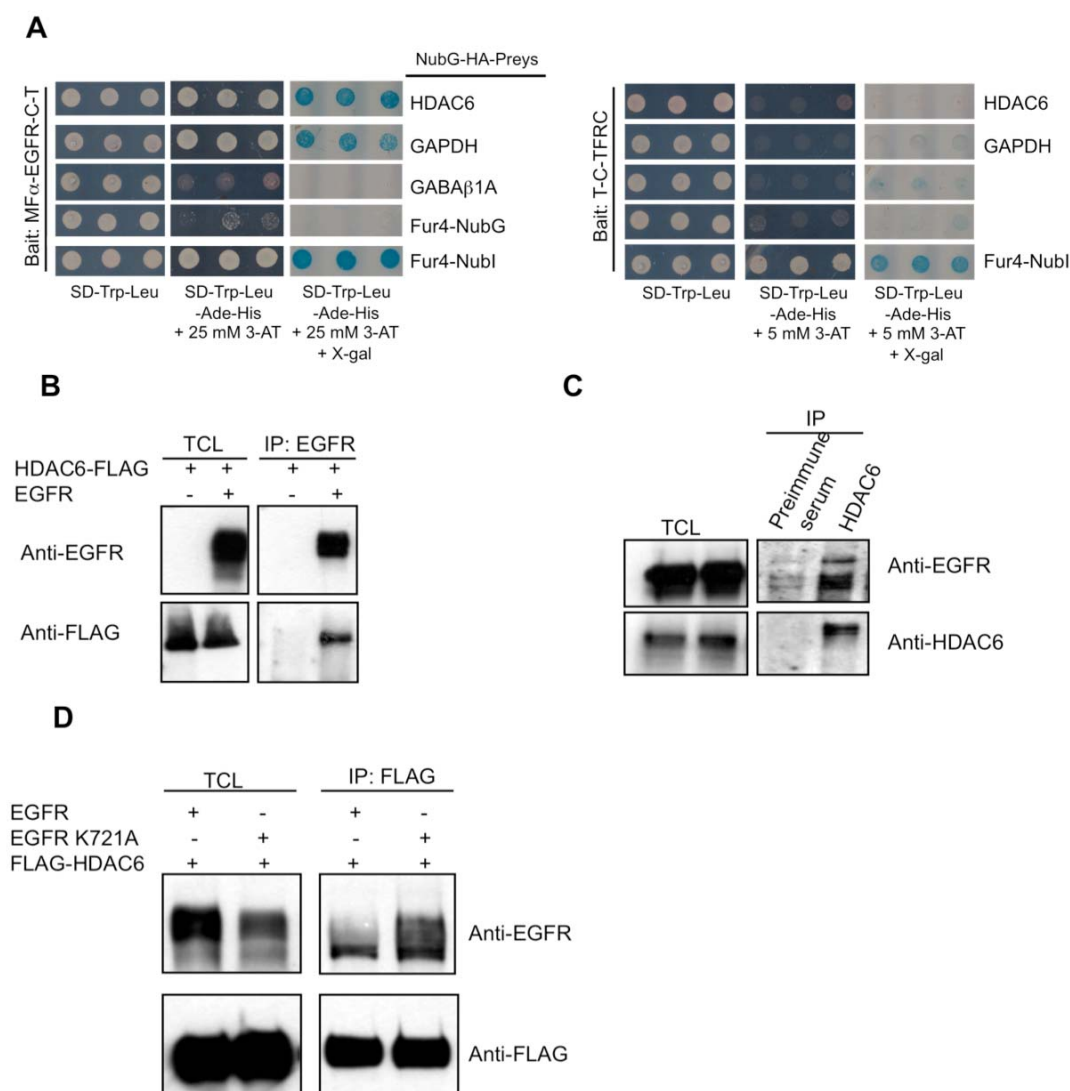 A
NubG-HA-Preys
Bait: MFα-EGFR-C-T
HDAC6
GAPDH
GABAβ1A
Fur4-NubG
Fur4-NubI
SD-Trp-Leu
SD-Trp-Leu
-Ade-His
+ 25 mM 3-AT
SD-Trp-Leu
-Ade-His
+ 25 mM 3-AT
+ X-gal
Bait: T-C-TFRC
HDAC6
GAPDH
Fur4-NubI
SD-Trp-Leu
SD-Trp-Leu
-Ade-His
+ 5 mM 3-AT
SD-Trp-Leu
-Ade-His
+ 5 mM 3-AT
+ X-gal
B
TCL IP: EGFR
HDAC6-FLAG + + + +
EGFR - + - +
Anti-EGFR
Anti-FLAG
C
IP
TCL
Preimmune
serum
HDAC6
Anti-EGFR
Anti-HDAC6
D
TCL IP: FLAG
EGFR + - + -
EGFR K721A - + - +
FLAG-HDAC6 + + + +
Anti-EGFR
Anti-FLAG